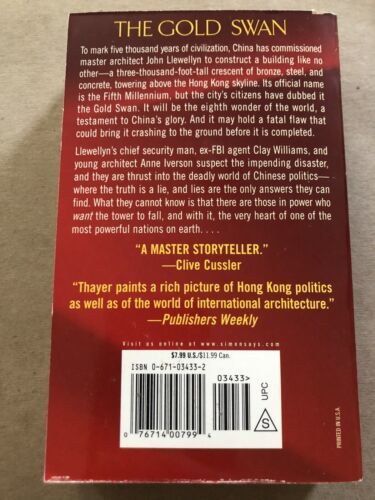 THE GOLD SWAN
To mark five thousand years of civilization, China has commissioned
master architect John Llewellyn to construct a building like no
other—a three-thousand-foot-tall crescent of bronze, steel, and
concrete, towering above the Hong Kong skyline. Its official name
is the Fifth Millennium, but the city's citizens have dubbed it
the Gold Swan. It will be the eighth wonder of the world, a
testament to China's glory. And it may hold a fatal flaw that
could bring it crashing to the ground before it is completed.
Llewellyn's chief security man, ex-FBI agent Clay Williams, and
young architect Anne Iverson suspect the impending disaster,
and they are thrust into the deadly world of Chinese politics—
where the truth is a lie, and lies are the only answers they can
find. What they cannot know is that there are those in power who
want the tower to fall, and with it, the very heart of one of the
most powerful nations on earth. . . .
"A MASTER STORYTELLER."
—Clive Cussler
"Thayer paints a rich picture of Hong Kong politics
as well as of the world of international architecture."
—Publishers Weekly
Visit us online at www.simonsays.com
$7.99 U.S./$11.99 Can.
ISBN 0-671-03433-2
03433>
0 76714 00799 4
UPC
S
PRINTED IN U.S.A